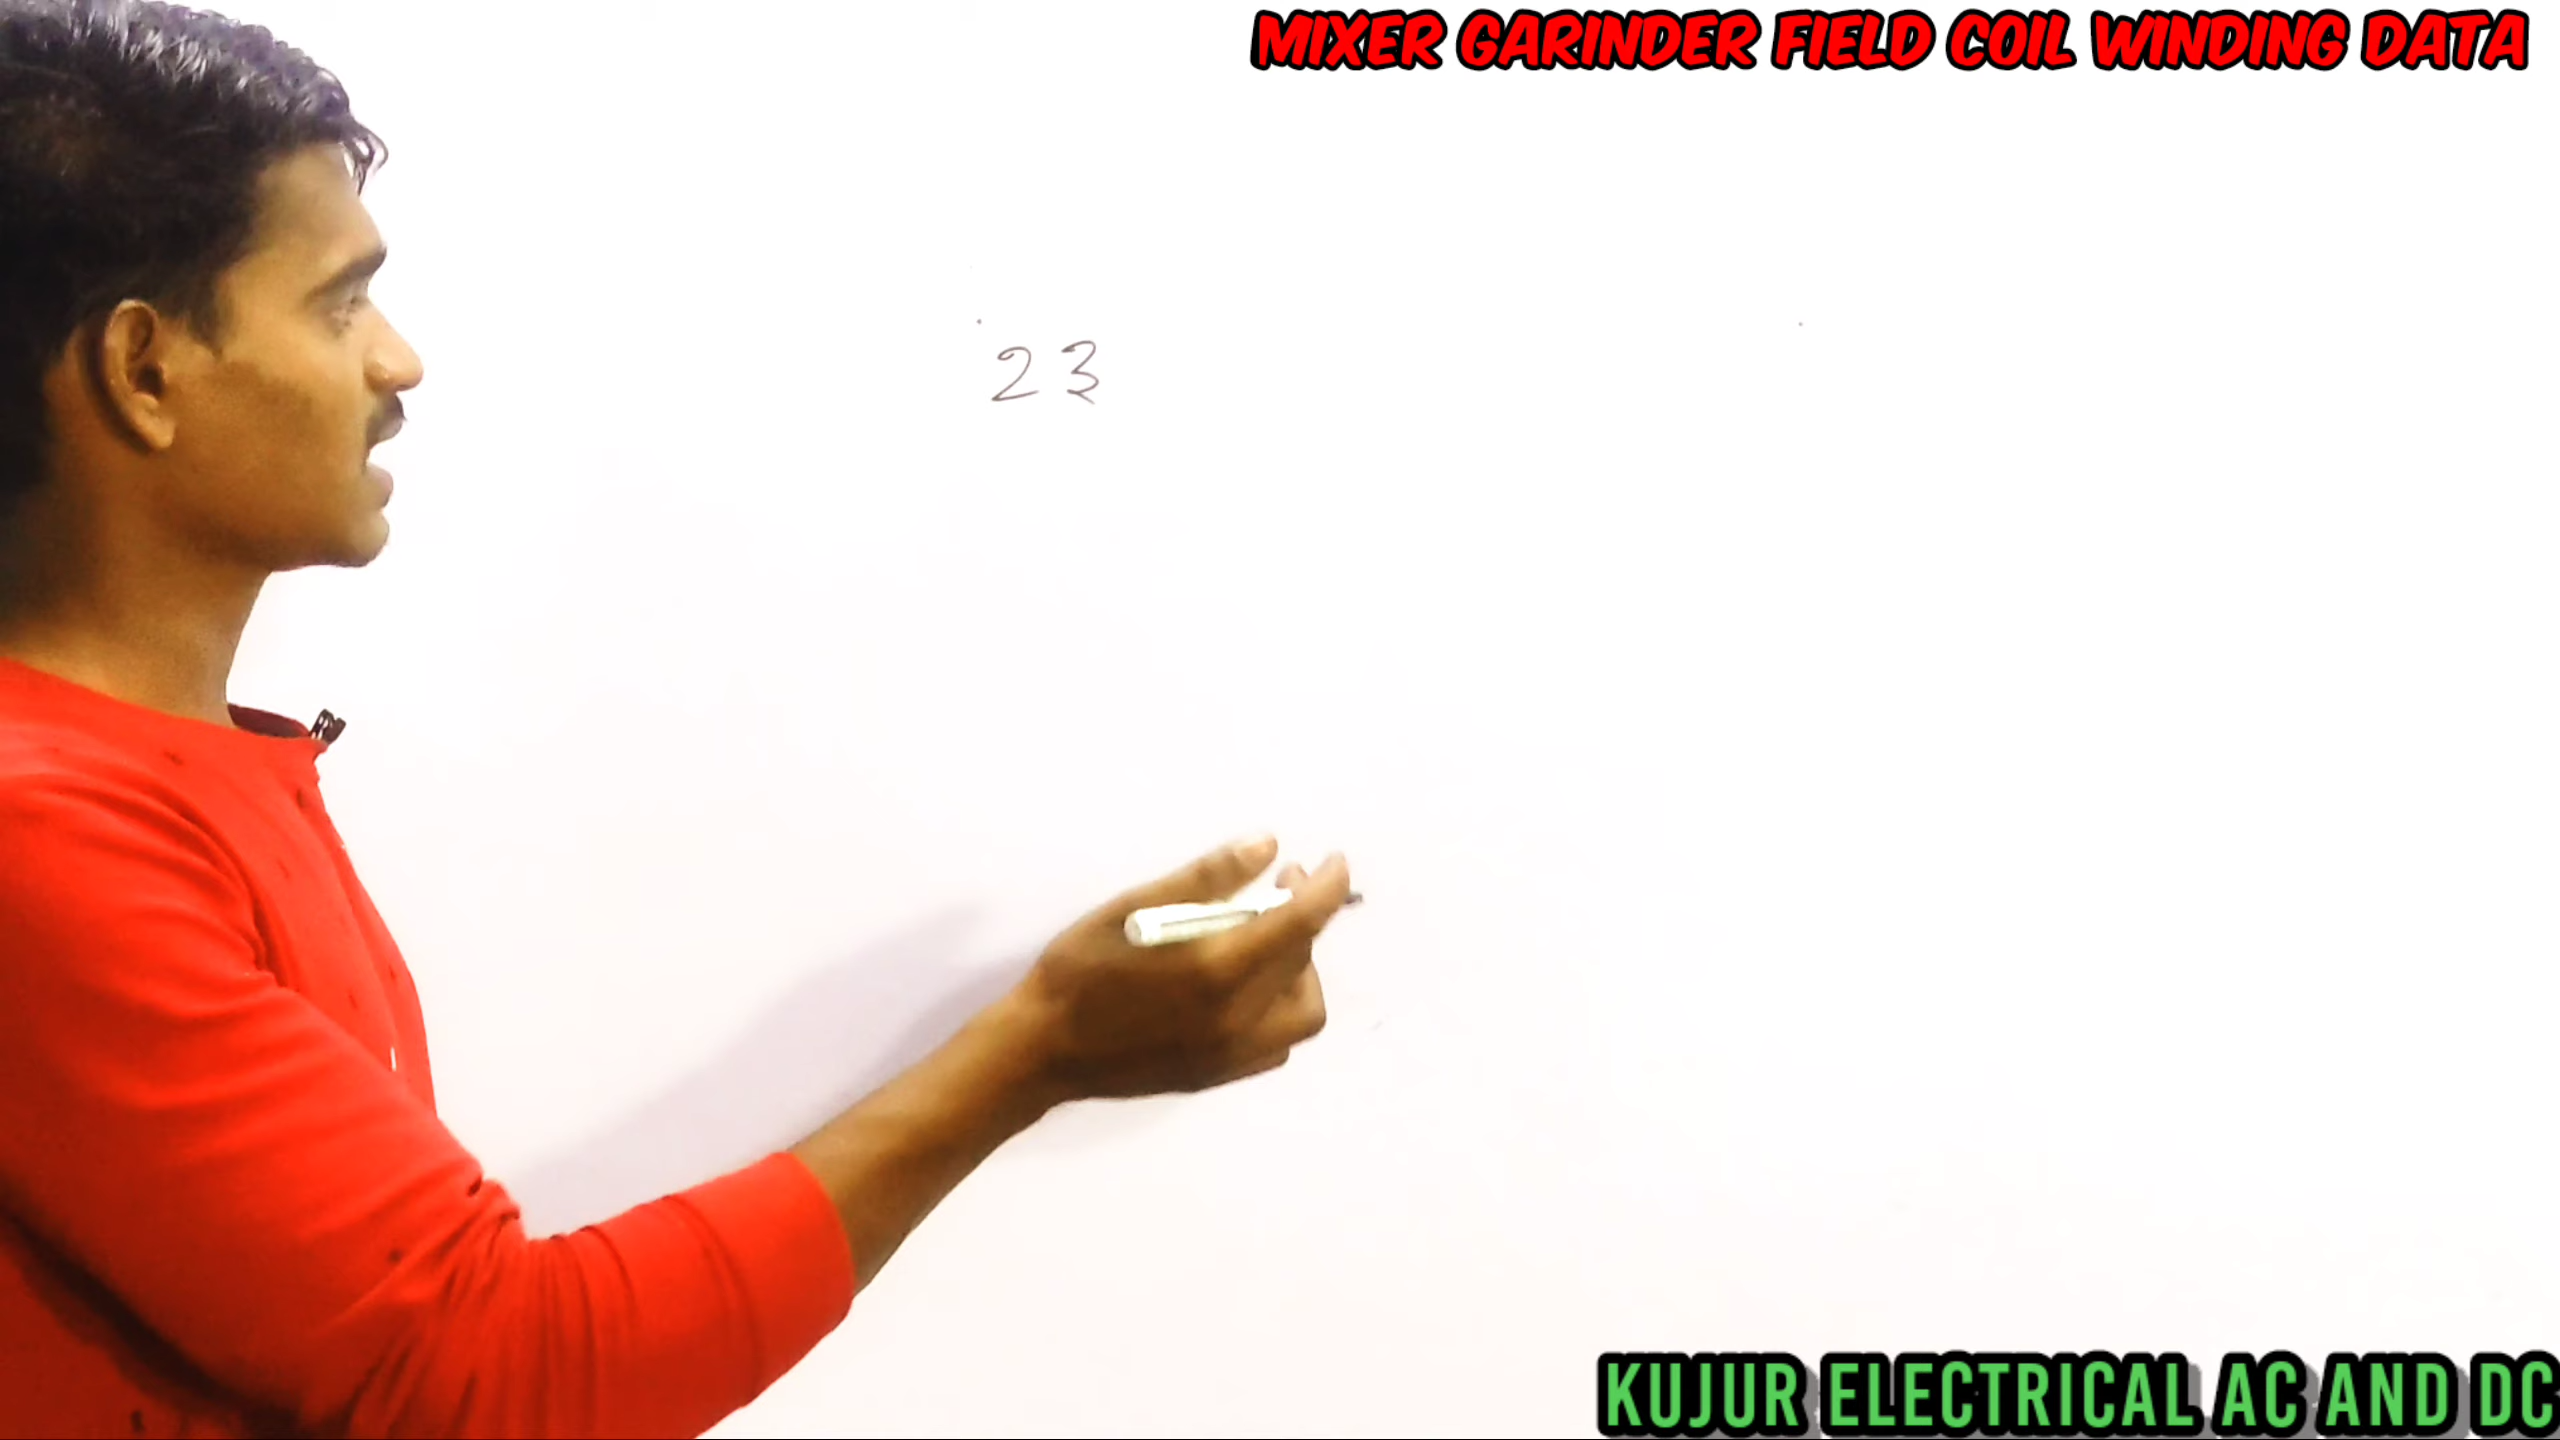 MIXER GARINDER FIELD COIL WINDING DATA
23
KUJUR ELECTRICAL AC AND DC